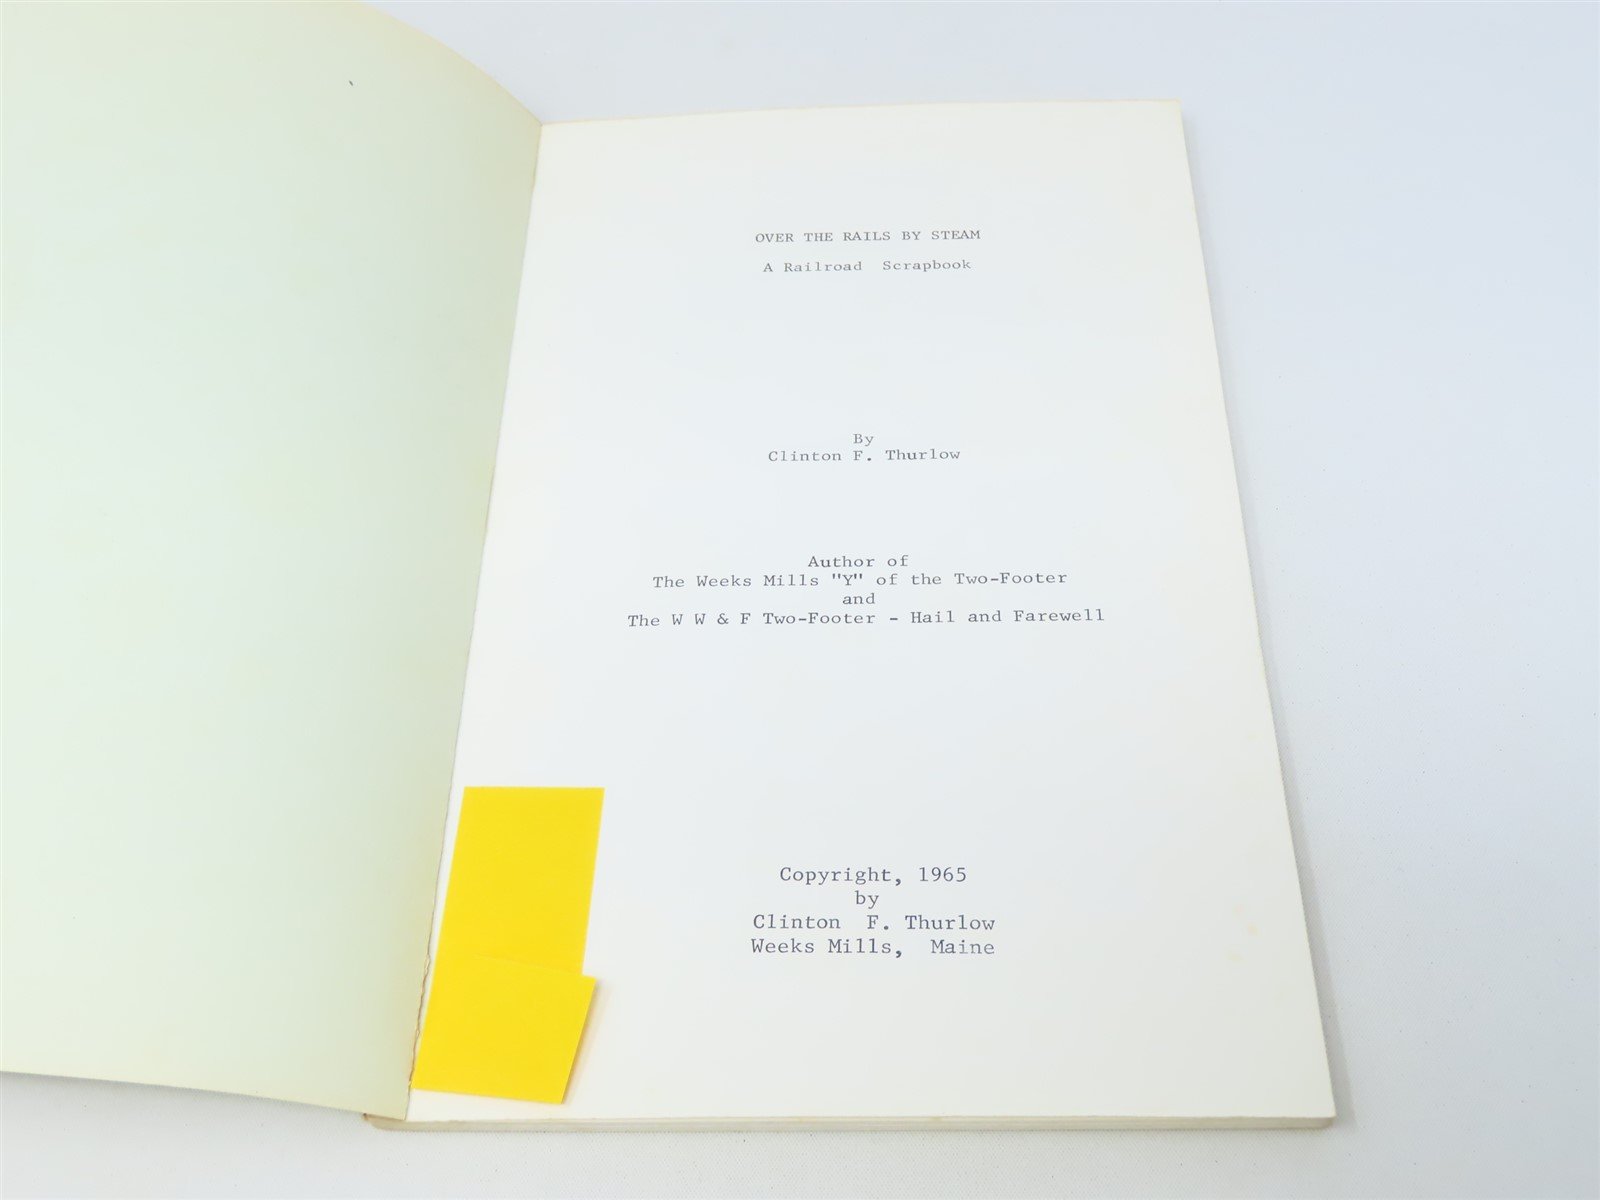 OVER THE RAILS BY STEAM
A Railroad Scrapbook
By
Clinton F. Thurlow
Author of
The Weeks Mills "Y" of the Two-Footer
and
The W W & F Two-Footer - Hail and Farewell
Copyright, 1965
by
Clinton F. Thurlow
Weeks Mills, Maine